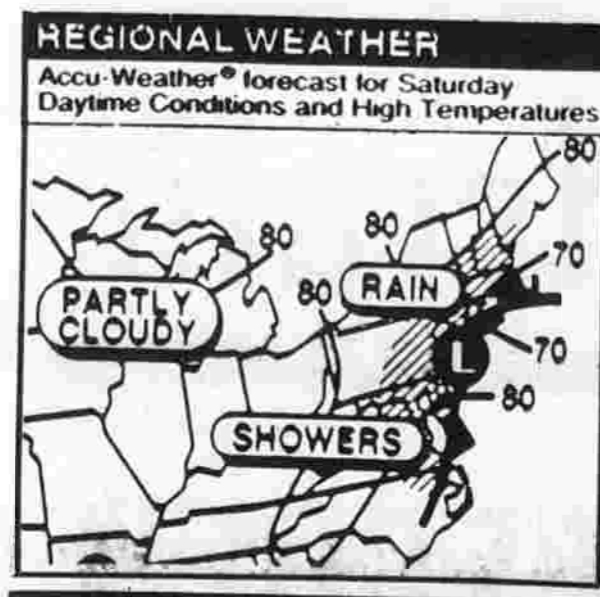 REGIONAL WEATHER
Accu-Weather® forecast for Saturday
Daytime Conditions and High Temperatures
80
80
80
70
80
RAIN
PARTLY
CLOUDY
70
L
80
SHOWERS